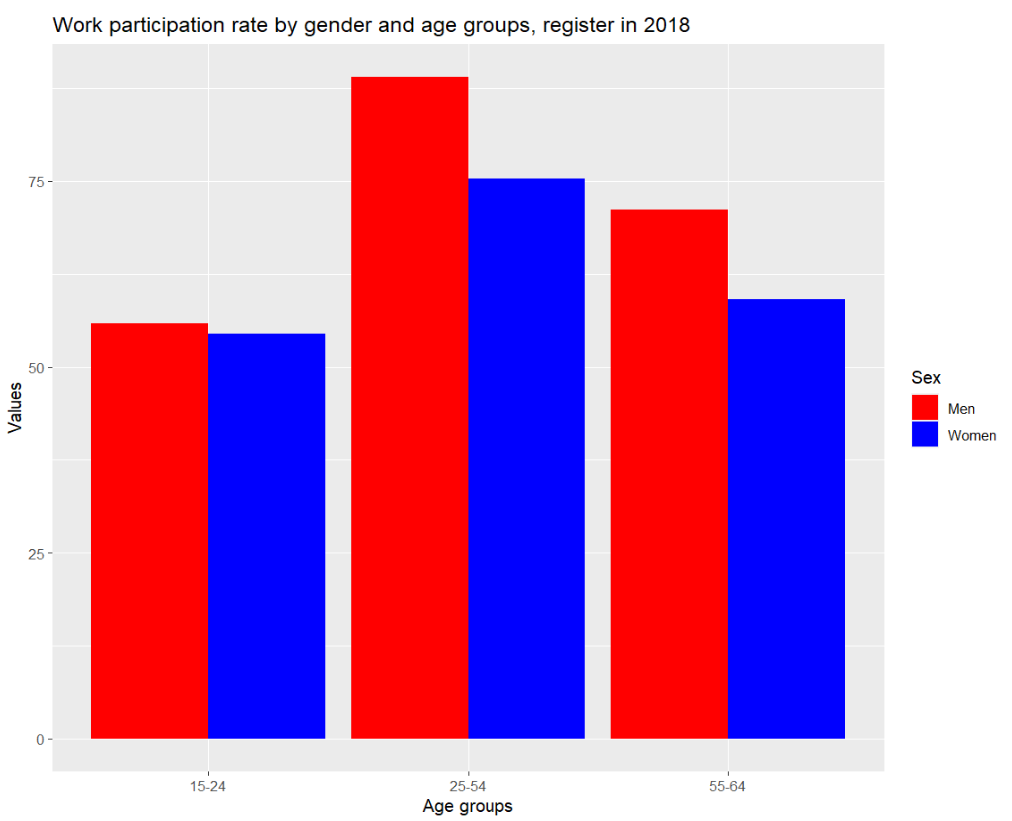 Work participation rate by gender and age groups, register in 2018
75
50
25
0
Values
15-24 25-54 55-64
Age groups
Sex
Men
Women